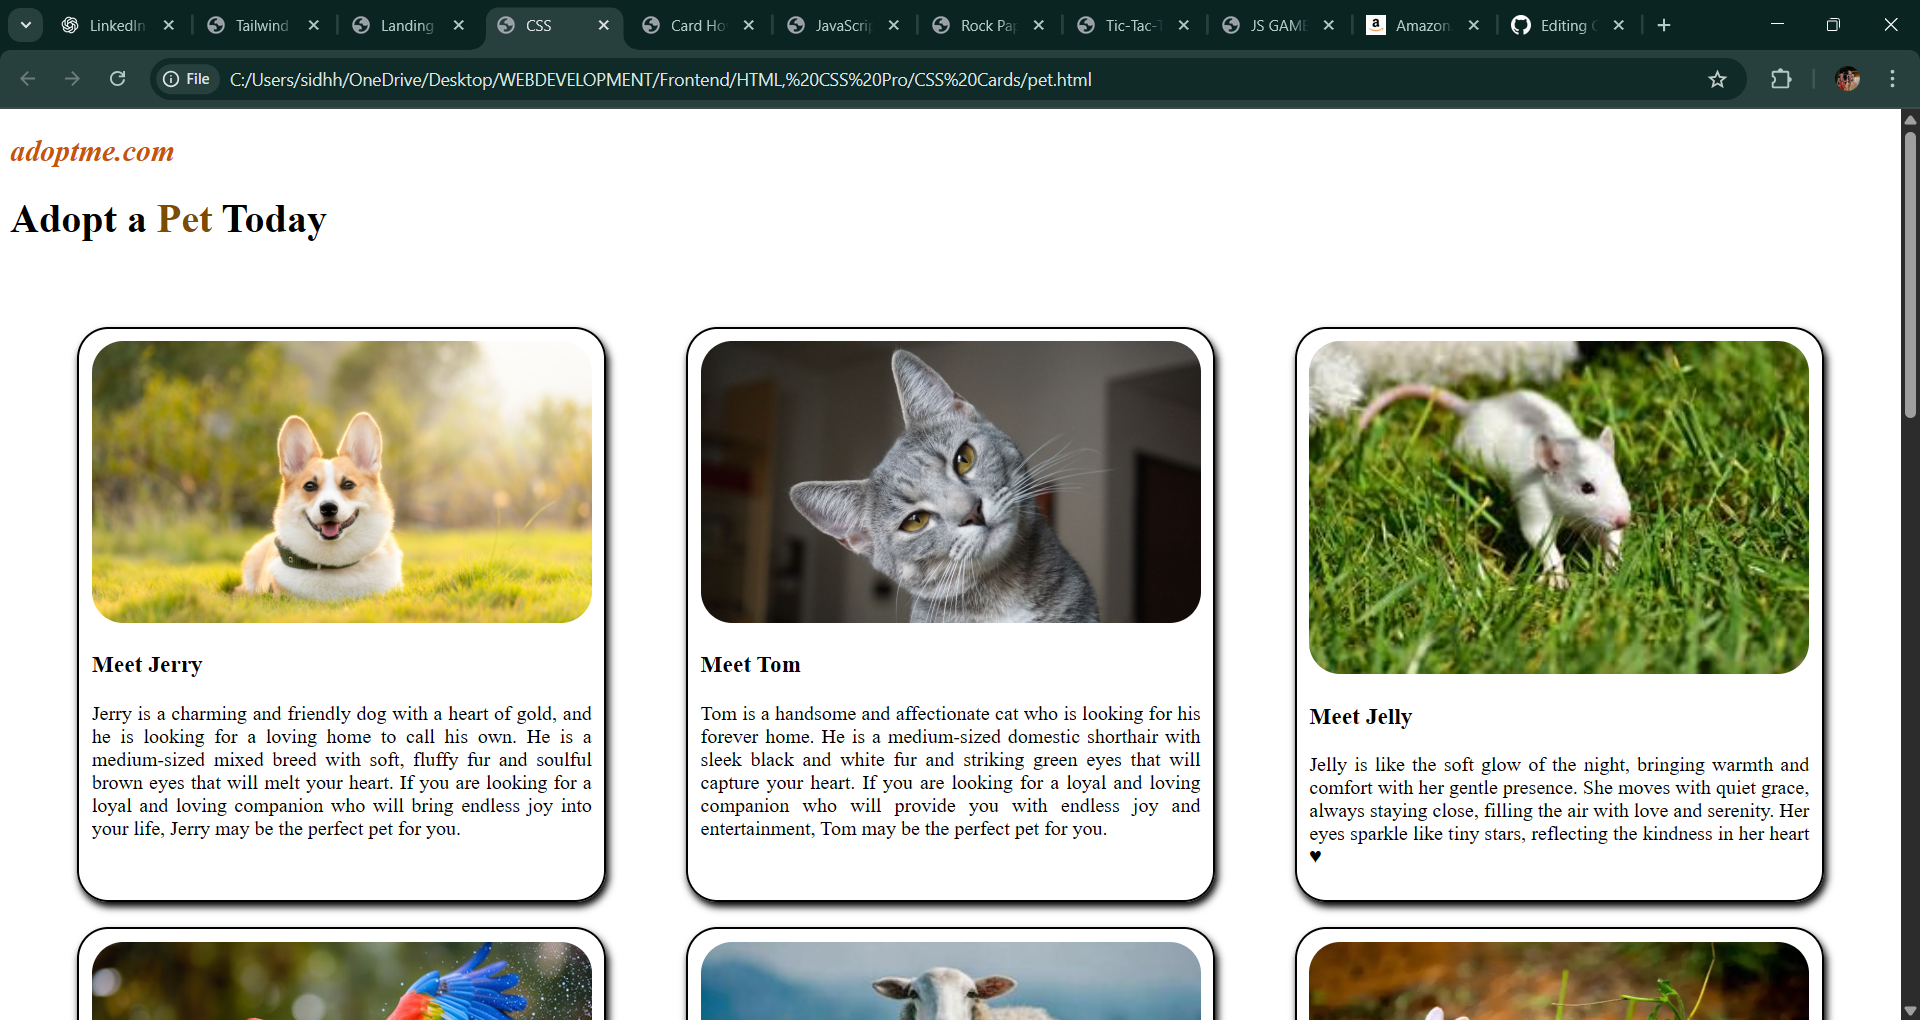 LinkedIn
Tailwind
Landing
CSS
Card Ho
JavaScri
Rock Pap
Tic-Tac-T
JS GAME
Amazon.
Editing
File
C:/Users/sidhh/OneDrive/Desktop/WEBDEVELOPMENT/Frontend/HTML,%20CSS%20Pro/CSS%20Cards/pet.html
adoptme.com
Adopt a Pet Today
Meet Jerry
Jerry is a charming and friendly dog with a heart of gold, and
he is looking for a loving home to call his own. He is a
medium-sized mixed breed with soft, fluffy fur and soulful
brown eyes that will melt your heart. If you are looking for a
loyal and loving companion who will bring endless joy into
your life, Jerry may be the perfect pet for you.
Meet Tom
Tom is a handsome and affectionate cat who is looking for his
forever home. He is a medium-sized domestic shorthair with
sleek black and white fur and striking green eyes that will
capture your heart. If you are looking for a loyal and loving
companion who will provide you with endless joy and
entertainment, Tom may be the perfect pet for you.
Meet Jelly
Jelly is like the soft glow of the night, bringing warmth and
comfort with her gentle presence. She moves with quiet grace,
always staying close, filling the air with love and serenity. Her
eyes sparkle like tiny stars, reflecting the kindness in her heart
♥